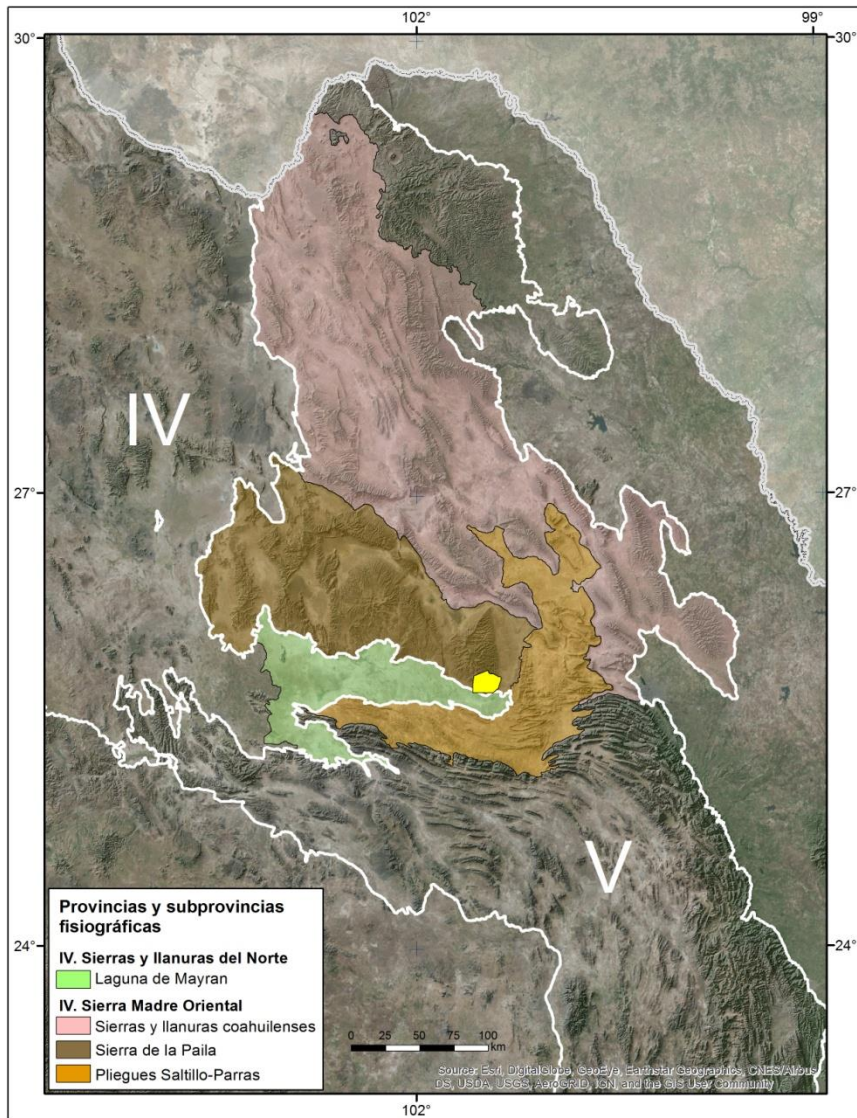 102°
99°
30°
30°
IV
27°
27°
V
24°
24°
Provincias y subprovincias
fisiográficas
IV. Sierras y llanuras del Norte
Laguna de Mayran
IV. Sierra Madre Oriental
Sierras y llanuras coahuilenses
Sierra de la Paila
Pliegues Saltillo-Parras
0 25 50 75 100
km
Source: Esri, DigitalGlobe, GeoEye, Earthstar Geographics, CNES/Airbus
DS, USDA, USGS, AeroGRID, IGN, and the GIS User Community
102°